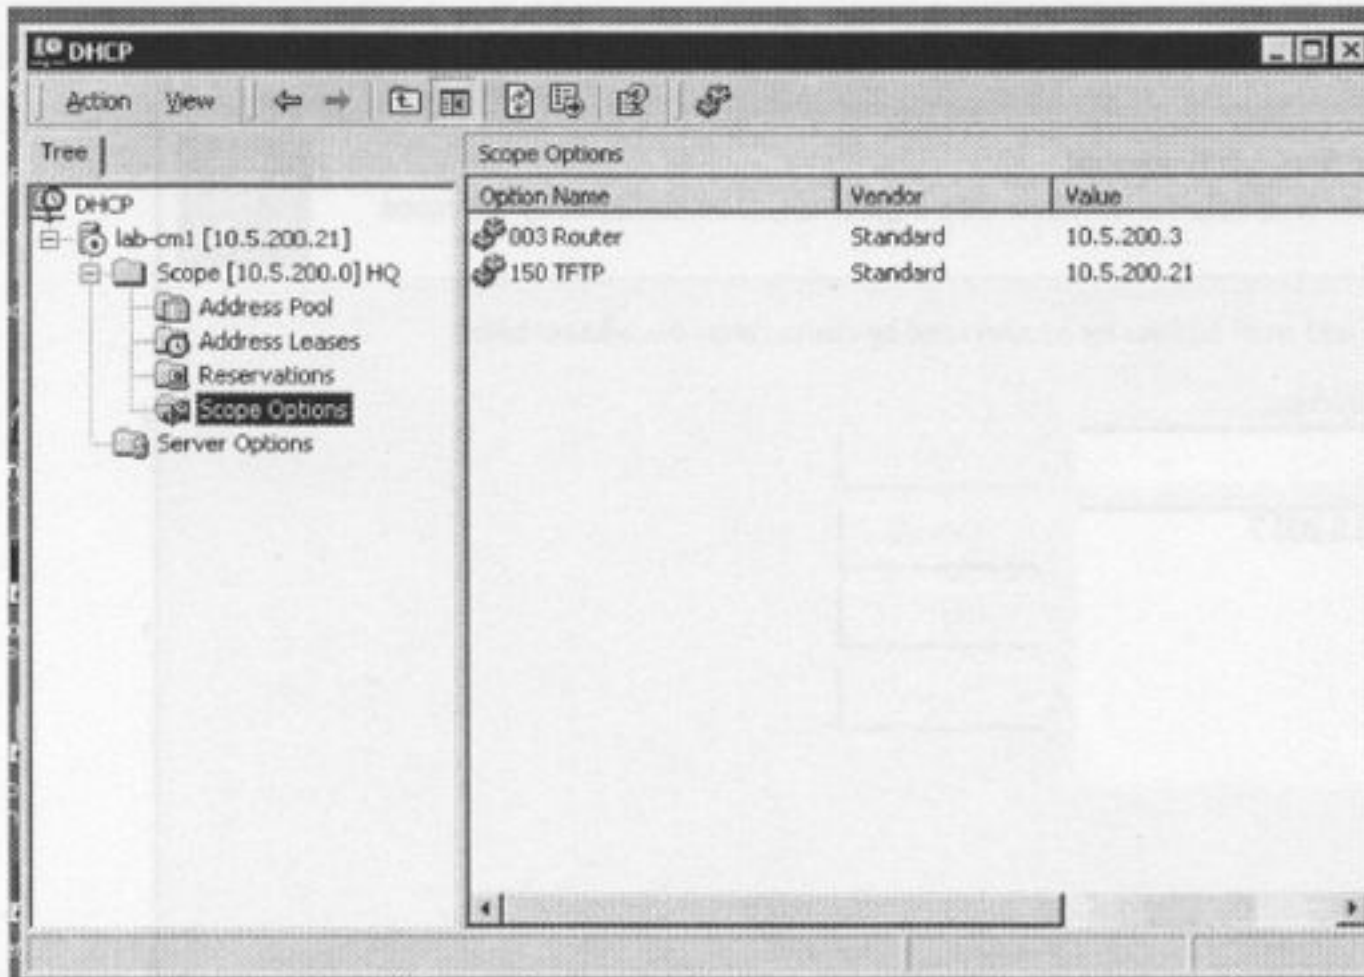 DHCP
Action View
Tree
Scope Options
Option Name Vendor Value
003 Router Standard 10.5.200.3
150 TFTP Standard 10.5.200.21
DHCP
lab-cm1 [10.5.200.21]
Scope [10.5.200.0] HQ
Address Pool
Address Leases
Reservations
Scope Options
Server Options